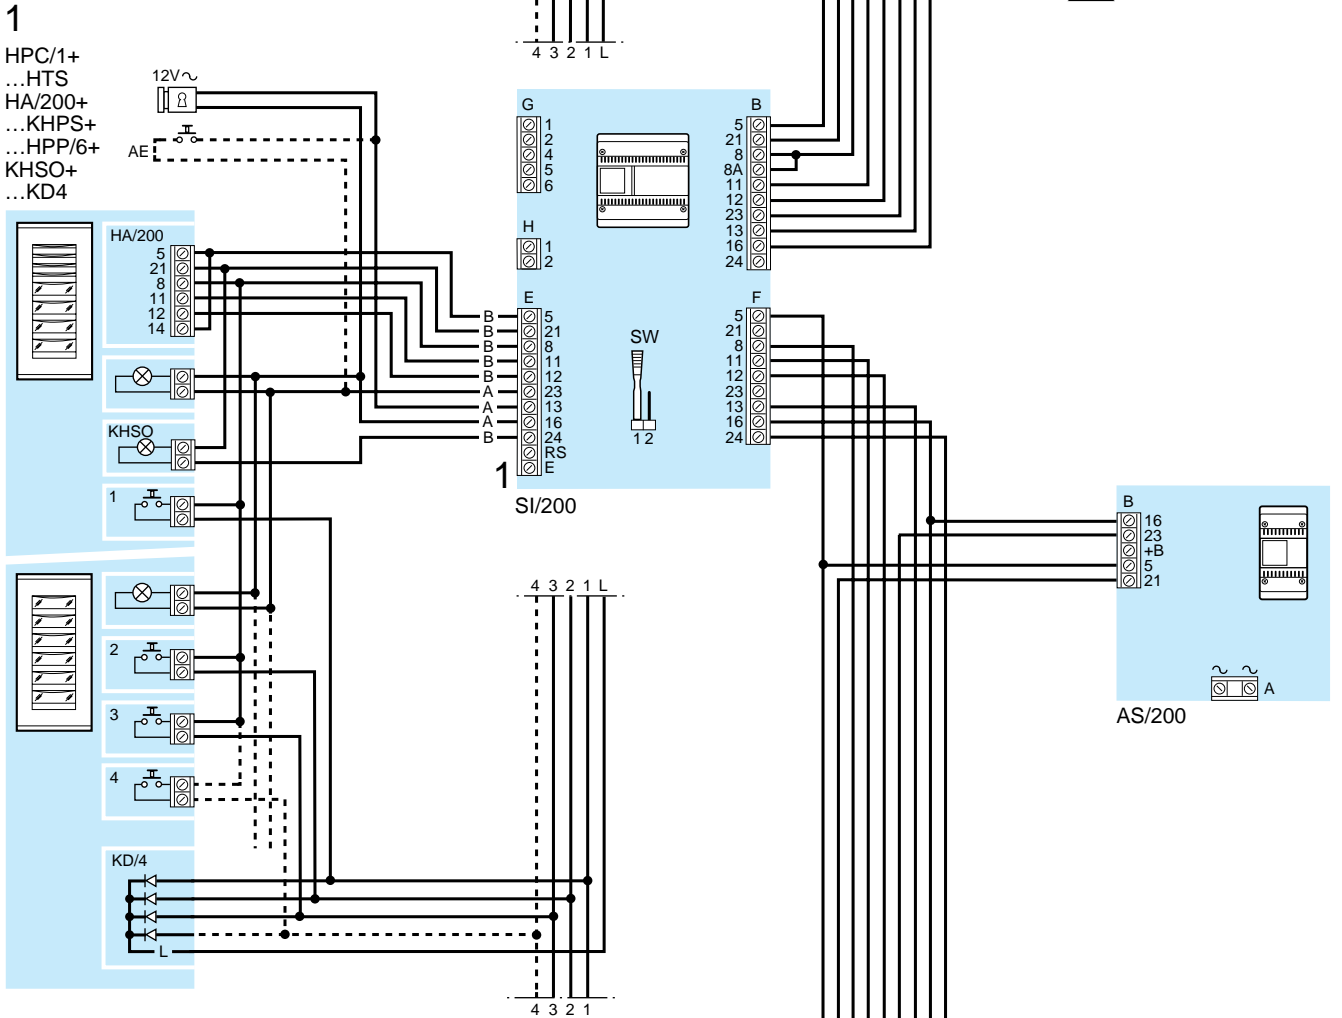 1
HPC/1+
...HTS
HA/200+
...KHPS+
...HPP/6+
KHSO+
...KD4
12V~
AE
4 3 2 1 L
G
1
2
4
5
6
H
1
2
B
5
21
8
8A
11
12
23
13
16
24
HA/200
5
21
8
11
12
14
KHSO
1
2
3
4
KD/4
L
B
B
B
B
B
A
A
A
B
E
5
21
8
11
12
23
13
16
24
RS
E
1
SW
1 2
F
5
21
8
11
12
23
13
16
24
SI/200
4 3 2 1 L
4 3 2 1
B
16
23
+B
5
21
~ ~
A
AS/200